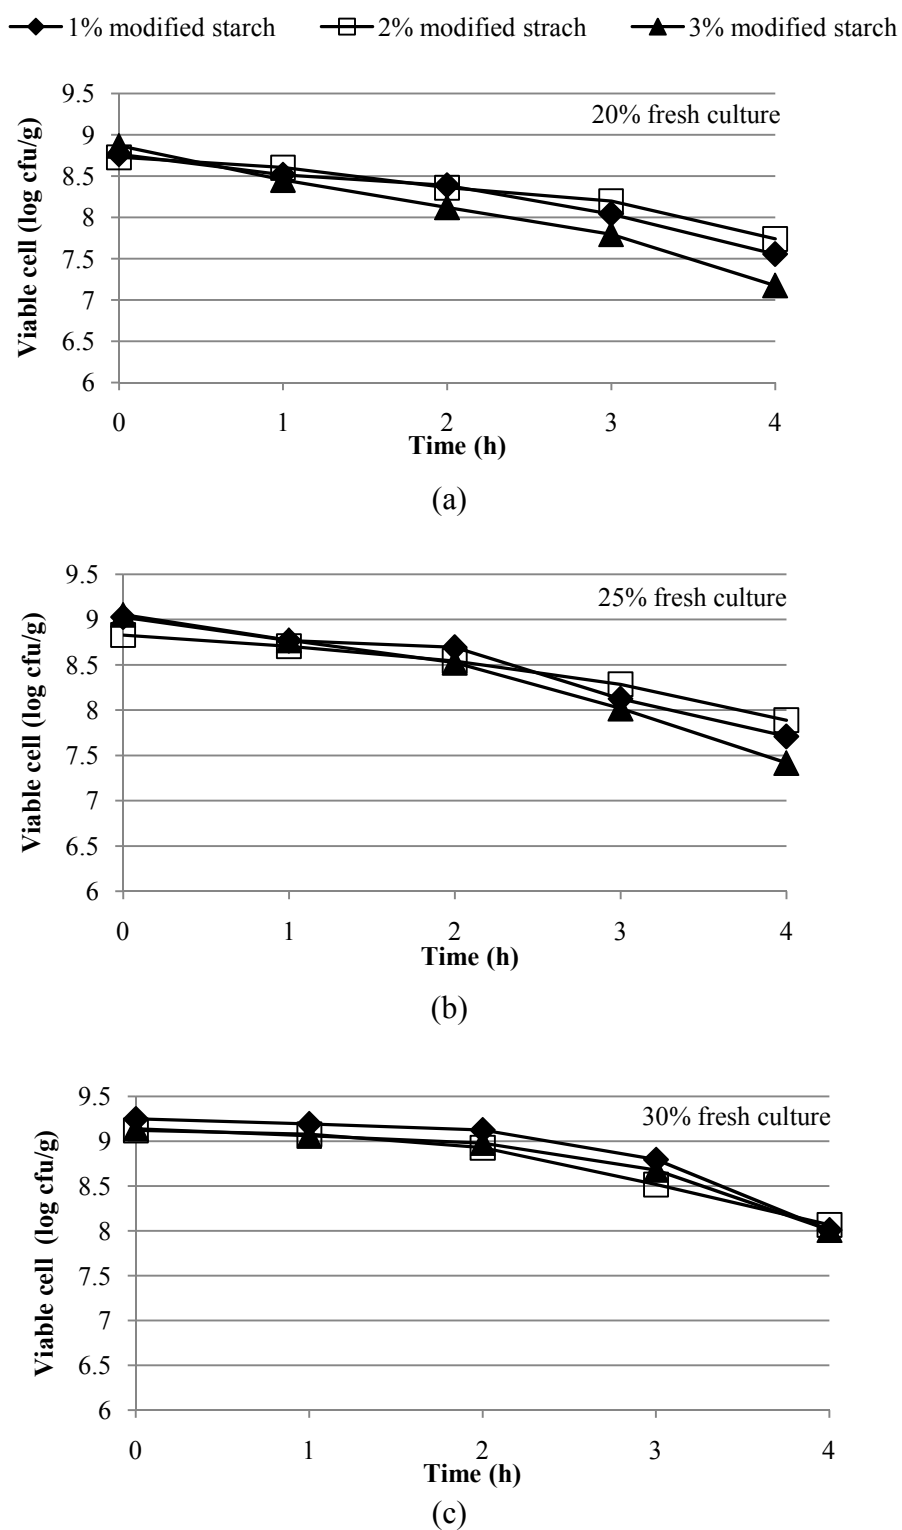 1% modified starch 2% modified strach 3% modified starch
20% fresh culture
Viable cell (log cfu/g)
9.5
9
8.5
8
7.5
7
6.5
6
0 1 2 3 4
Time (h)
(a)
25% fresh culture
Viable cell (log cfu/g)
9.5
9
8.5
8
7.5
7
6.5
6
0 1 2 3 4
Time (h)
(b)
30% fresh culture
Viable cell (log cfu/g)
9.5
9
8.5
8
7.5
7
6.5
6
0 1 2 3 4
Time (h)
(c)